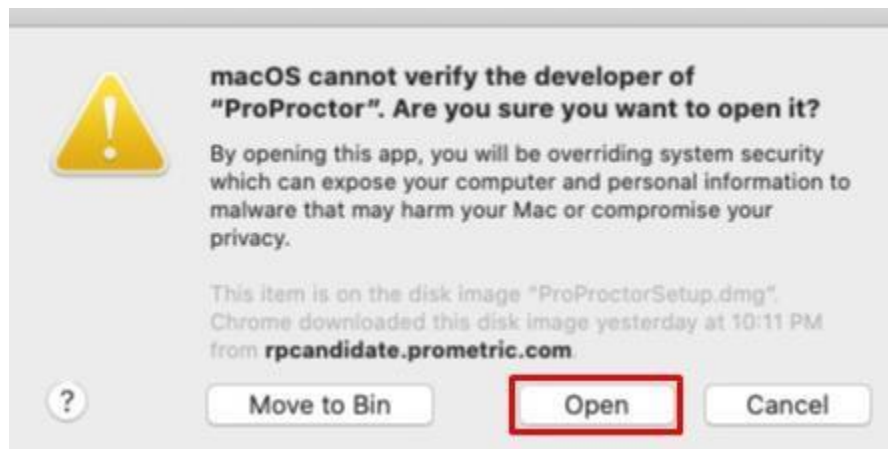 macOS cannot verify the developer of
“ProProctor”. Are you sure you want to open it?
By opening this app, you will be overriding system security
which can expose your computer and personal information to
malware that may harm your Mac or compromise your
privacy.
This item is on the disk image “ProProctorSetup.dmg”.
Chrome downloaded this disk image yesterday at 10:11 PM
from rpcandidate.prometric.com.
? Move to Bin Open Cancel